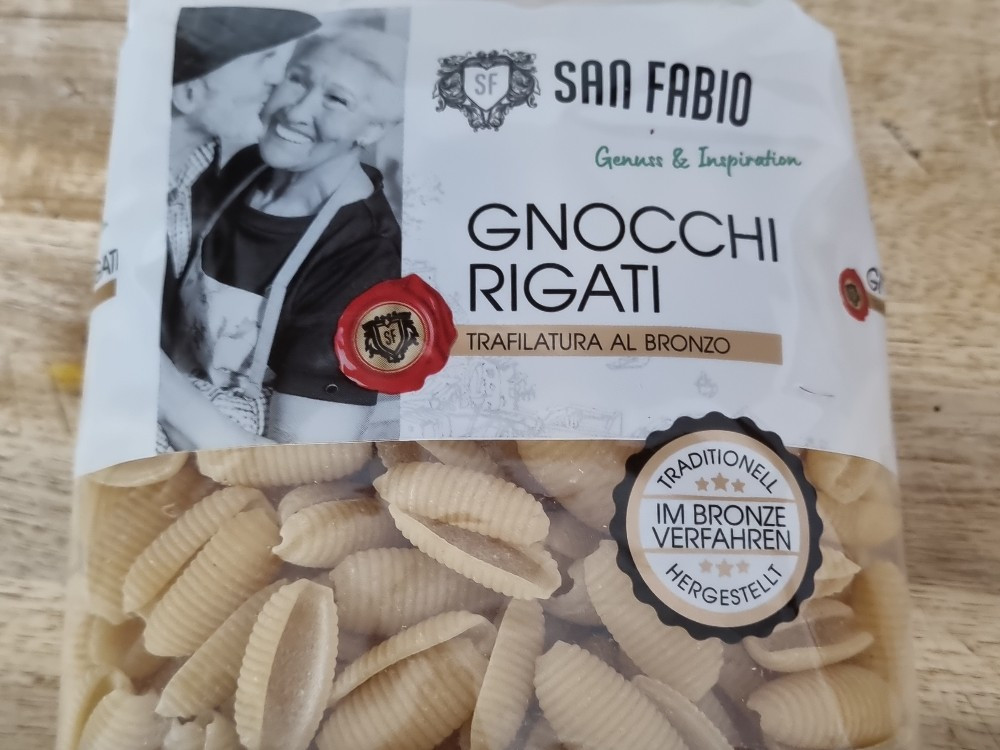 SF
SAN FABIO
Genuss & Inspiration
GNOCCHI
RIGATI
TRAFILATURA AL BRONZO
SF
TRADITIONELL
IM BRONZE
VERFAHREN
HERGESTELLT